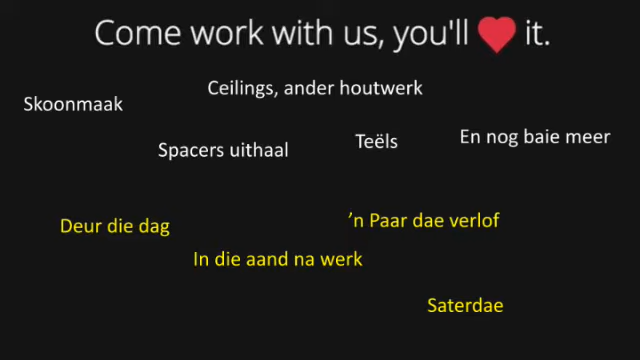 Come work with us, you'll ❤ it.
Ceilings, ander houtwerk
Skoonmaak
En nog baie meer
Teëls
Spacers uithaal
'n Paar dae verlof
Deur die dag
In die aand na werk
Saterdae